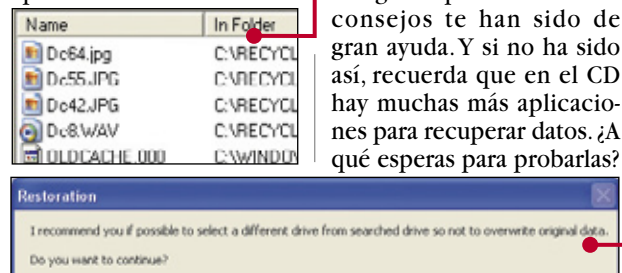 Name In Folder
Dc64.jpg C:\RECYCL
Dc55.JPG C:\RECYCL
Dc42.JPG C:\RECYCL
Dc8.WAV C:\RECYCL
OLDCACHE.000 C:\WINDOW
consejos te han sido de
gran ayuda. Y si no ha sido
así, recuerda que en el CD
hay muchas más aplicacio-
nes para recuperar datos. ¿A
qué esperas para probarlas?
Restoration
I recommend you if possible to select a different drive from searched drive so not to overwrite original data.
Do you want to continue?